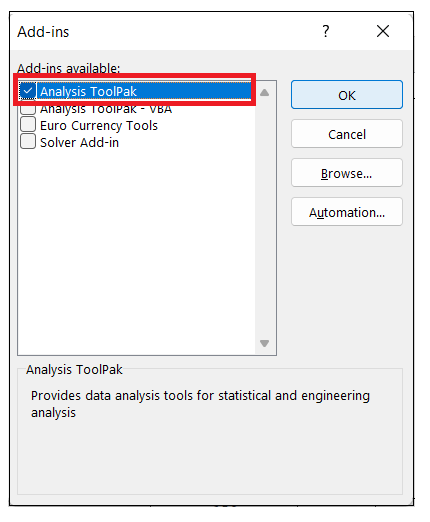 Add-ins
?
Add-ins available:
Analysis ToolPak
Analysis ToolPak - VBA
Euro Currency Tools
Solver Add-in
OK
Cancel
Browse...
Automation...
Analysis ToolPak
Provides data analysis tools for statistical and engineering
analysis